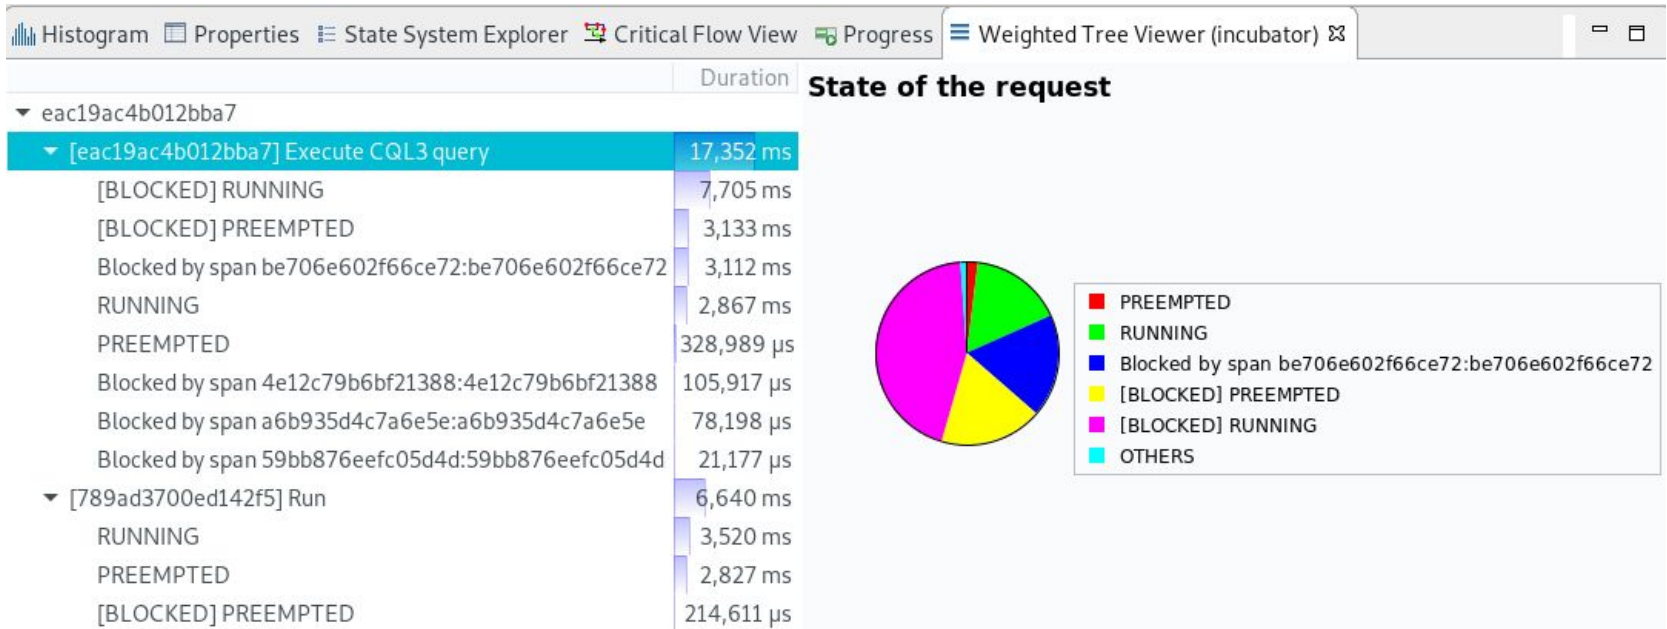 Histogram Properties State System Explorer Critical Flow View Progress Weighted Tree Viewer (incubator)
Duration
eac19ac4b012bba7
[eac19ac4b012bba7] Execute CQL3 query 17,352 ms
[BLOCKED] RUNNING 7,705 ms
[BLOCKED] PREEMPTED 3,133 ms
Blocked by span be706e602f66ce72:be706e602f66ce72 3,112 ms
RUNNING 2,867 ms
PREEMPTED 328,989 µs
Blocked by span 4e12c79b6bf21388:4e12c79b6bf21388 105,917 µs
Blocked by span a6b935d4c7a6e5e:a6b935d4c7a6e5e 78,198 µs
Blocked by span 59bb876eefc05d4d:59bb876eefc05d4d 21,177 µs
[789ad3700ed142f5] Run 6,640 ms
RUNNING 3,520 ms
PREEMPTED 2,827 ms
[BLOCKED] PREEMPTED 214,611 µs
State of the request
PREEMPTED
RUNNING
Blocked by span be706e602f66ce72:be706e602f66ce72
[BLOCKED] PREEMPTED
[BLOCKED] RUNNING
OTHERS